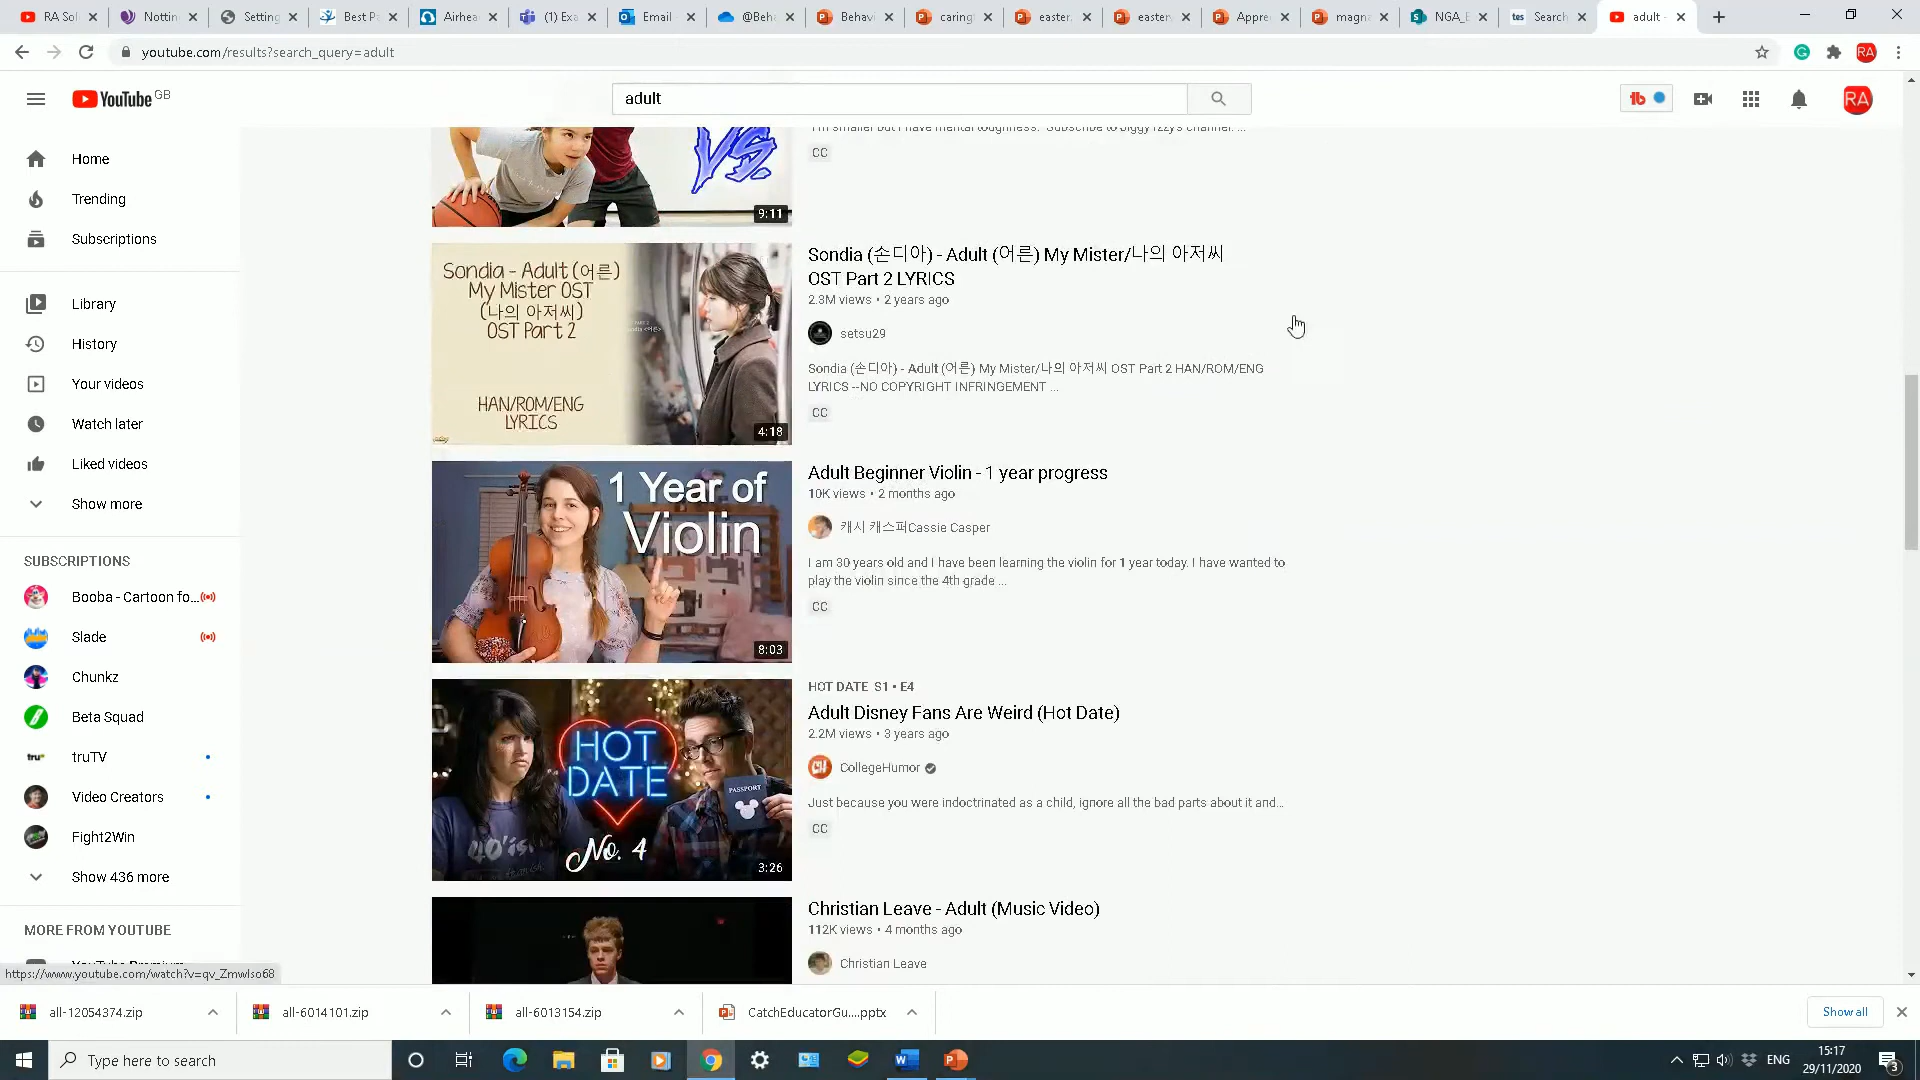 RA Sol
Nottin
Setting
Best P
Airhea
(1) Exa
Email -
@Beh
Behavi
caring
easter.
easter
Appre
magna
NGA_E
tes
Search
adult -
youtube.com/results?search_query=adult
RA
YouTube GB
adult
RA
Home
Trending
Subscriptions
Library
History
Your videos
Watch later
Liked videos
Show more
SUBSCRIPTIONS
Booba - Cartoon fo...
Slade
Chunkz
Beta Squad
truTV
Video Creators
Fight2Win
Show 436 more
MORE FROM YOUTUBE
YouTube Premium
https://www.youtube.com/watch?v=qv_Zmwlso68
VS.
9:11
I'm smaller but I have mental toughness. Subscribe to Jiggy Izzy's channel: ...
CC
Sondia - Adult (어른)
My Mister OST
(나의 아저씨)
OST Part 2
HAN/ROM/ENG
LYRICS
4:18
Sondia (손디아) - Adult (어른) My Mister/나의 아저씨
OST Part 2 LYRICS
2.3M views • 2 years ago
setsu29
Sondia (손디아) - Adult (어른) My Mister/나의 아저씨 OST Part 2 HAN/ROM/ENG
LYRICS --NO COPYRIGHT INFRINGEMENT ...
CC
1 Year of
Violin
8:03
Adult Beginner Violin - 1 year progress
10K views • 2 months ago
캐시 캐스퍼Cassie Casper
I am 30 years old and I have been learning the violin for 1 year today. I have wanted to
play the violin since the 4th grade ...
CC
HOT
DATE
No. 4
PASSPORT
3:26
HOT DATE S1 • E4
Adult Disney Fans Are Weird (Hot Date)
2.2M views • 3 years ago
CH
CollegeHumor
Just because you were indoctrinated as a child, ignore all the bad parts about it and...
CC
Christian Leave - Adult (Music Video)
112K views • 4 months ago
Christian Leave
all-12054374.zip
all-6014101.zip
all-6013154.zip
CatchEducatorGu....pptx
Show all
Type here to search
ENG
15:17
29/11/2020
3